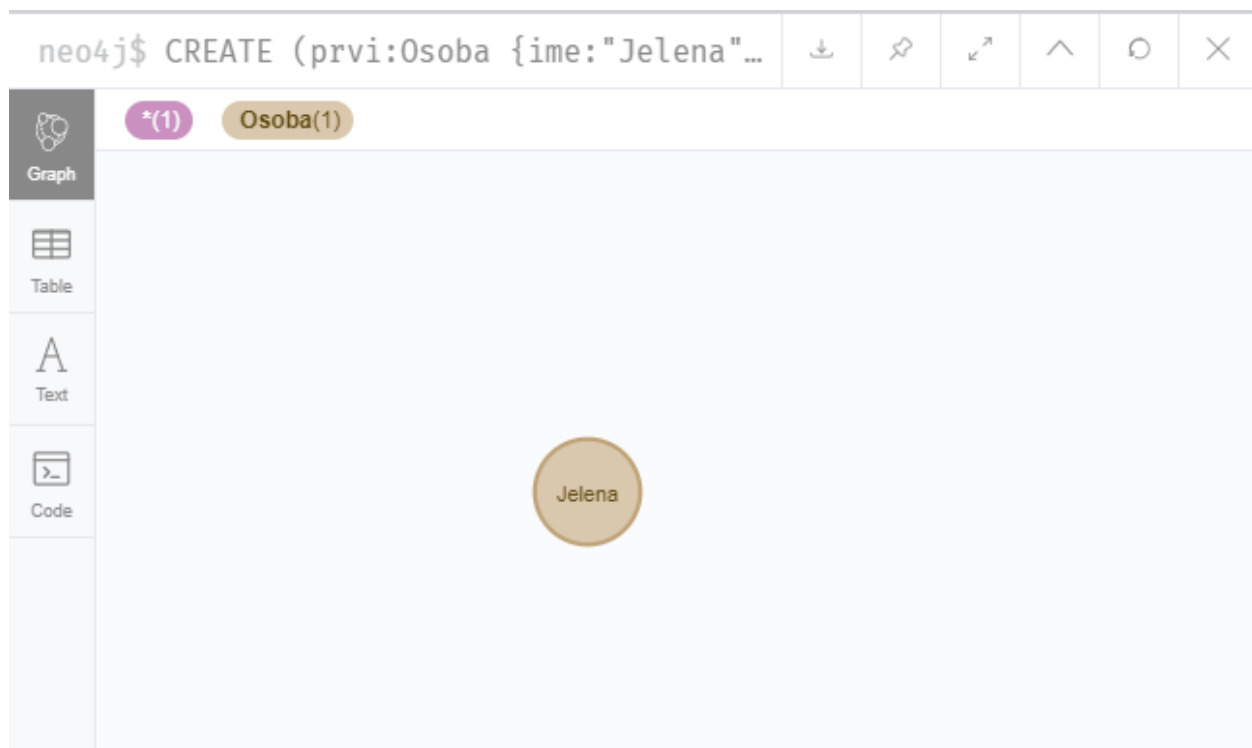 neo4j$ CREATE (prvi:Osoba {ime:"Jelena"…
*(1) Osoba(1)
Graph
Table
Text
Code
Jelena